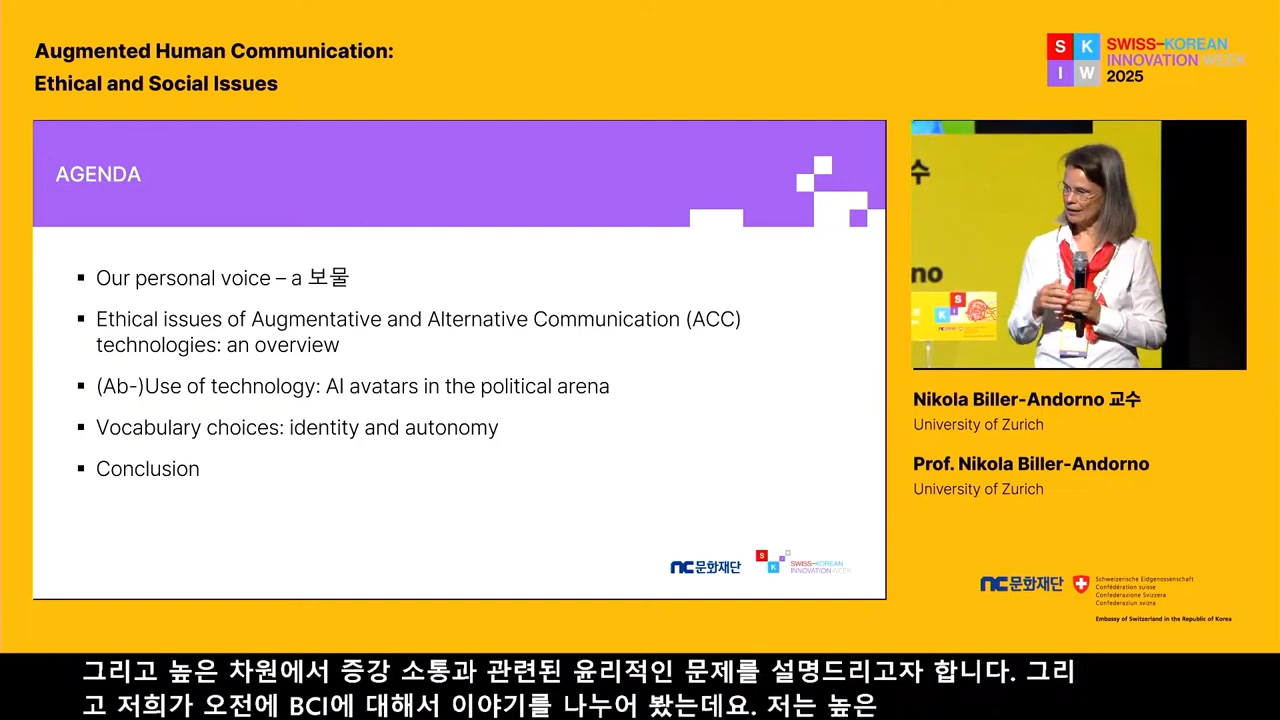 Augmented Human Communication:
Ethical and Social Issues
S K
I W
SWISS–KOREAN
INNOVATION WEEK
2025
AGENDA
▪ Our personal voice – a 보물
▪ Ethical issues of Augmentative and Alternative Communication (ACC)
technologies: an overview
▪ (Ab-)Use of technology: AI avatars in the political arena
▪ Vocabulary choices: identity and autonomy
▪ Conclusion
nc문화재단
S
K I
SWISS–KOREAN
INNOVATION WEEK
수
no
S
K
Nikola Biller-Andorno 교수
University of Zurich
Prof. Nikola Biller-Andorno
University of Zurich
nc문화재단
Schweizerische Eidgenossenschaft
Confédération suisse
Confederazione Svizzera
Confederaziun svizra
Embassy of Switzerland in the Republic of Korea
그리고 높은 차원에서 증강 소통과 관련된 윤리적인 문제를 설명드리고자 합니다. 그리
고 저희가 오전에 BCI에 대해서 이야기를 나누어 봤는데요. 저는 높은